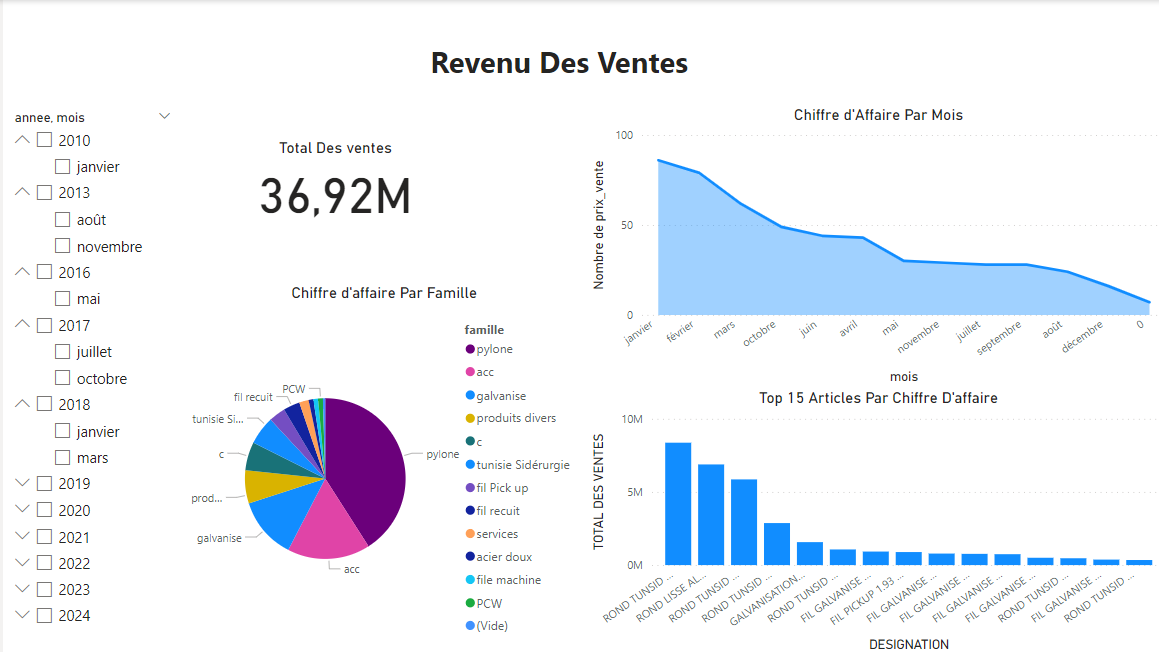 Revenu Des Ventes
annee, mois
2010
janvier
2013
août
novembre
2016
mai
2017
juillet
octobre
2018
janvier
mars
2019
2020
2021
2022
2023
2024
Total Des ventes
36,92M
Chiffre d'affaire Par Famille
PCW
fil recuit
tunisie Si...
c
prod...
galvanise
acc
pylone
famille
pylone
acc
galvanise
produits divers
c
tunisie Sidérurgie
fil Pick up
fil recuit
services
acier doux
file machine
PCW
(Vide)
Chiffre d'Affaire Par Mois
Nombre de prix_vente
100
50
0
janvier
février
mars
octobre
juin
avril
mai
novembre
juillet
septembre
août
décembre
0
mois
Top 15 Articles Par Chiffre D'affaire
TOTAL DES VENTES
10M
5M
0M
ROND TUNSID ...
ROND LISSE AL...
ROND TUNSID ...
ROND TUNSID ...
GALVANISATION...
ROND TUNSID ...
FIL GALVANISE ...
FIL PICKUP 1.93 ...
FIL GALVANISE ...
FIL GALVANISE ...
FIL GALVANISE ...
FIL GALVANISE ...
ROND TUNSID ...
FIL GALVANISE ...
ROND TUNSID ...
DESIGNATION